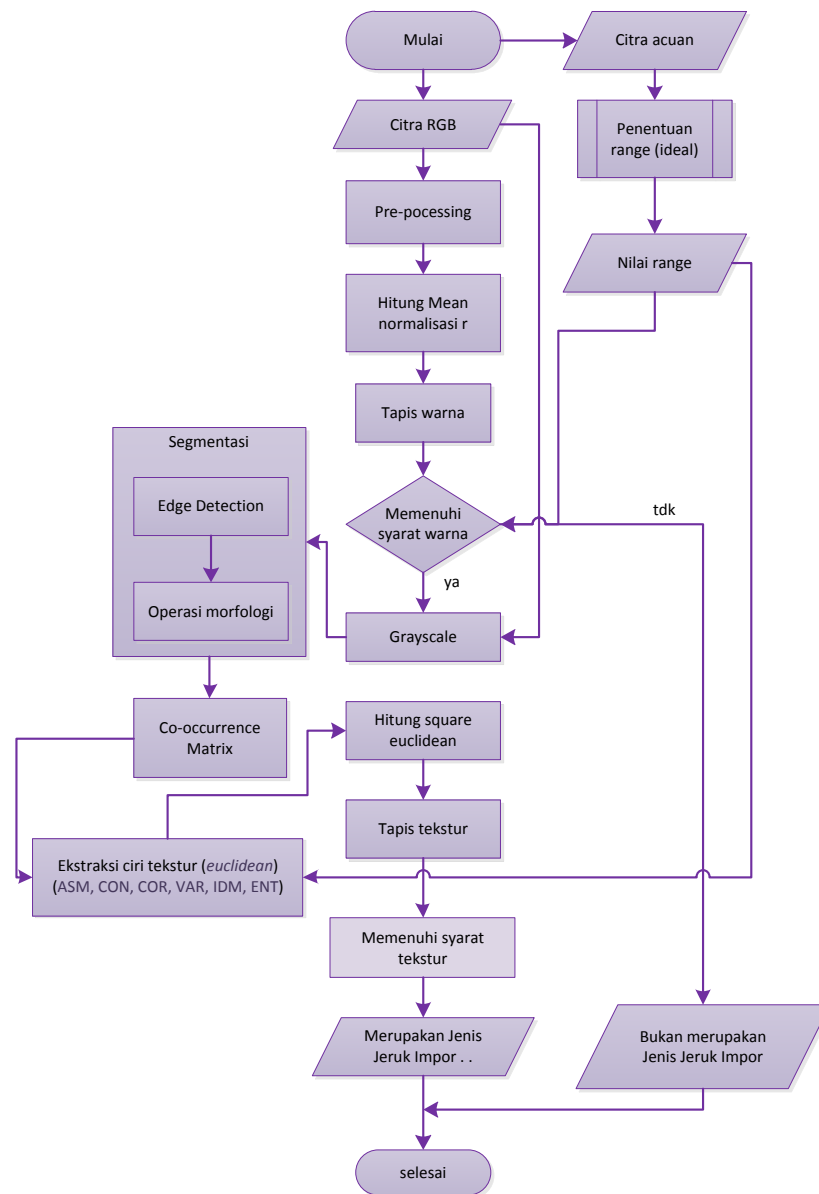 Mulai
Citra acuan
Citra RGB
Penentuan
range (ideal)
Pre-pocessing
Nilai range
Hitung Mean
normalisasi r
Tapis warna
Segmentasi
Edge Detection
Memenuhi
syarat warna
tdk
ya
Operasi morfologi
Grayscale
Co-occurrence
Matrix
Hitung square
euclidean
Tapis tekstur
Ekstraksi ciri tekstur (euclidean)
(ASM, CON, COR, VAR, IDM, ENT)
Memenuhi syarat
tekstur
Merupakan Jenis
Jeruk Impor . .
Bukan merupakan
Jenis Jeruk Impor
selesai